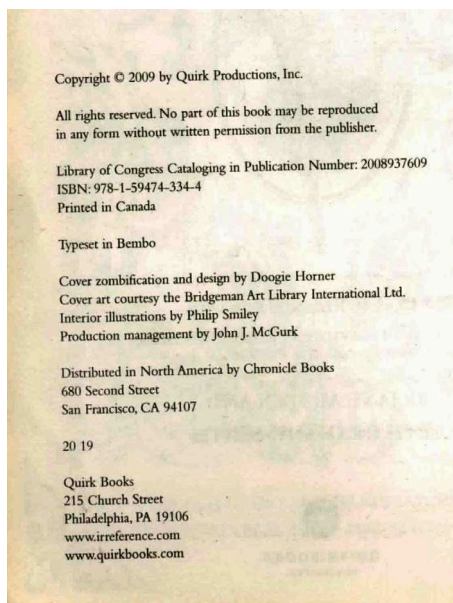 Copyright © 2009 by Quirk Productions, Inc.
All rights reserved. No part of this book may be reproduced
in any form without written permission from the publisher.
Library of Congress Cataloging in Publication Number: 2008937609
ISBN: 978-1-59474-334-4
Printed in Canada
Typeset in Bembo
Cover zombification and design by Doogie Horner
Cover art courtesy the Bridgeman Art Library International Ltd.
Interior illustrations by Philip Smiley
Production management by John J. McGurk
Distributed in North America by Chronicle Books
680 Second Street
San Francisco, CA 94107
20 19
Quirk Books
215 Church Street
Philadelphia, PA 19106
www.irreference.com
www.quirkbooks.com